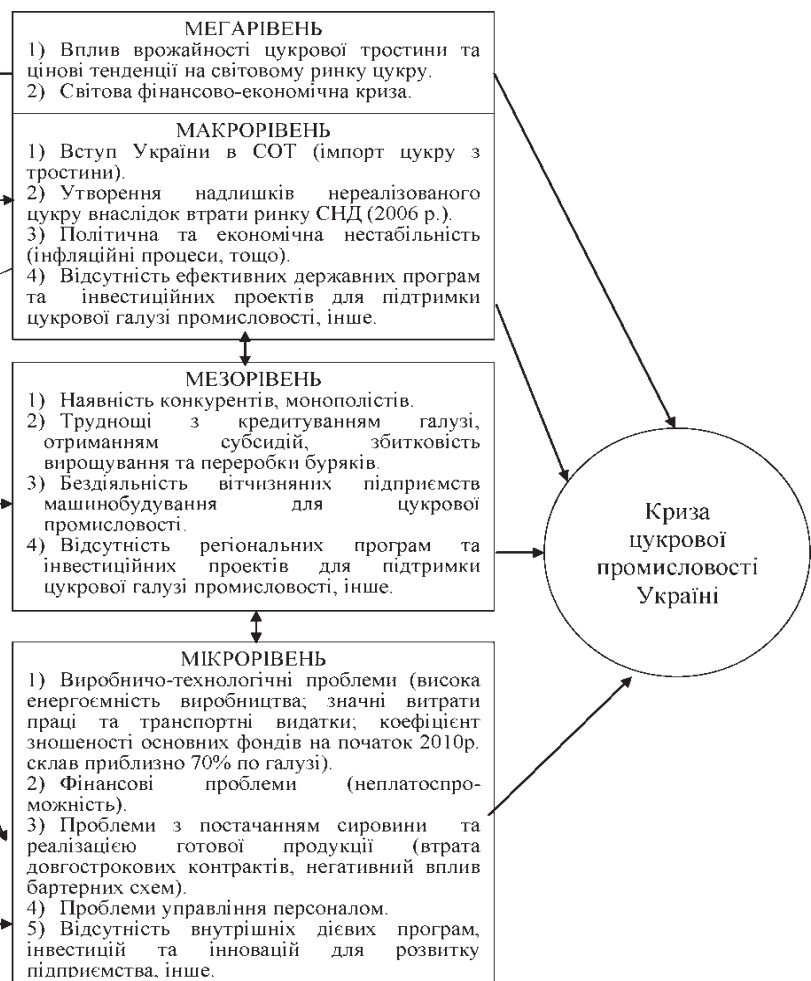 МЕГАРІВЕНЬ
1) Вплив врожайності цукрової тростини та
цінові тенденції на світовому ринку цукру.
2) Світова фінансово-економічна криза.
МАКРОРІВЕНЬ
1) Вступ України в СОТ (імпорт цукру з
тростини).
2) Утворення надлишків нереалізованого
цукру внаслідок втрати ринку СНД (2006 р.).
3) Політична та економічна нестабільність
(інфляційні процеси, тощо).
4) Відсутність ефективних державних програм
та інвестиційних проектів для підтримки
цукрової галузі промисловості, інше.
МЕЗОРІВЕНЬ
1) Наявність конкурентів, монополістів.
2) Труднощі з кредитуванням галузі,
отриманням субсидій, збитковість
вирощування та переробки буряків.
3) Бездіяльність вітчизняних підприємств
машинобудування для цукрової
промисловості.
4) Відсутність регіональних програм та
інвестиційних проектів для підтримки
цукрової галузі промисловості, інше.
МІКРОРІВЕНЬ
1) Виробничо-технологічні проблеми (висока
енергоємність виробництва; значні витрати
праці та транспортні видатки; коефіцієнт
зношеності основних фондів на початок 2010р.
склав приблизно 70% по галузі).
2) Фінансові проблеми (неплатоспро-
можність).
3) Проблеми з постачанням сировини та
реалізацією готової продукції (втрата
довгострокових контрактів, негативний вплив
бартерних схем).
4) Проблеми управління персоналом.
5) Відсутність внутрішніх дієвих програм,
інвестицій та інновацій для розвитку
підприємства, інше.
Криза
цукрової
промисловості
Україні